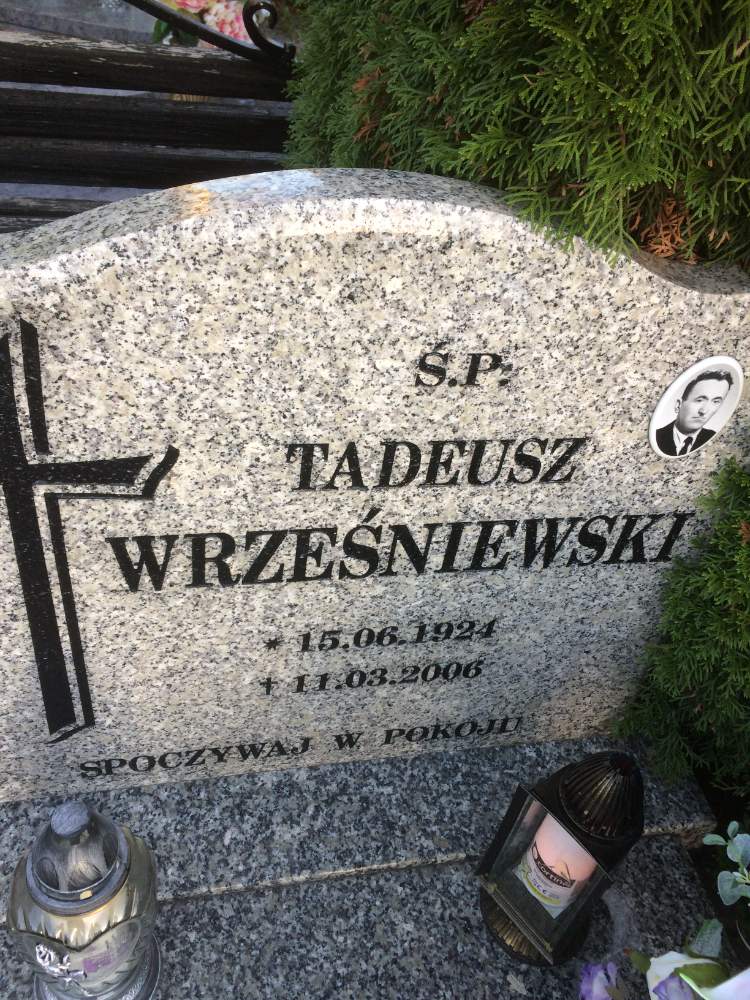 Ś.P.
TADEUSZ
WRZEŚNIEWSKI
* 15.06.1924
† 11.03.2006
SPOCZYWAJ W POKOJU